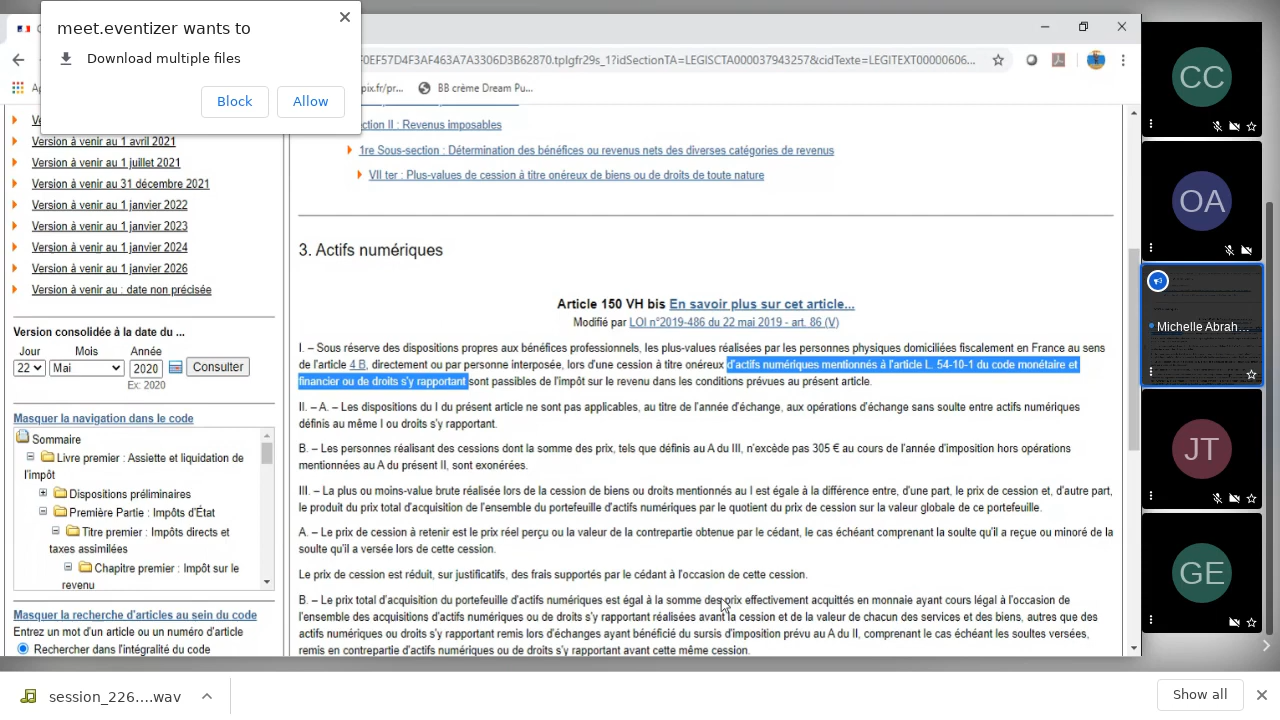 meet.eventizer wants to
Download multiple files
Block
Allow
0EF57D4F3AF463A7A3306D3B62870.tplgfr29s_1?idSectionTA=LEGISCTA000037943257&cidTexte=LEGITEXT00000606...
pix.fr/pr...
BB crème Dream Pu...
Version à venir au 1 avril 2021
Version à venir au 1 juillet 2021
Version à venir au 31 décembre 2021
Version à venir au 1 janvier 2022
Version à venir au 1 janvier 2023
Version à venir au 1 janvier 2024
Version à venir au 1 janvier 2026
Version à venir au : date non précisée
Version consolidée à la date du ...
Jour Mois Année
22 Mai 2020 Consulter
Ex: 2020
Masquer la navigation dans le code
Sommaire
Livre premier : Assiette et liquidation de
l'impôt
Dispositions préliminaires
Première Partie : Impôts d'État
Titre premier : Impôts directs et
taxes assimilées
Chapitre premier : Impôt sur le
revenu
Masquer la recherche d'articles au sein du code
Entrez un mot d'un article ou un numéro d'article
Rechercher dans l'intégralité du code
ction II : Revenus imposables
1re Sous-section : Détermination des bénéfices ou revenus nets des diverses catégories de revenus
VII ter : Plus-values de cession à titre onéreux de biens ou de droits de toute nature
3. Actifs numériques
Article 150 VH bis En savoir plus sur cet article...
Modifié par LOI n°2019-486 du 22 mai 2019 - art. 86 (V)
I. – Sous réserve des dispositions propres aux bénéfices professionnels, les plus-values réalisées par les personnes physiques domiciliées fiscalement en France au sens
de l'article 4 B, directement ou par personne interposée, lors d'une cession à titre onéreux d'actifs numériques mentionnés à l'article L. 54-10-1 du code monétaire et
financier ou de droits s'y rapportant sont passibles de l'impôt sur le revenu dans les conditions prévues au présent article.
II. – A. – Les dispositions du I du présent article ne sont pas applicables, au titre de l'année d'échange, aux opérations d'échange sans soulte entre actifs numériques
définis au même I ou droits s'y rapportant.
B. – Les personnes réalisant des cessions dont la somme des prix, tels que définis au A du III, n'excède pas 305 € au cours de l'année d'imposition hors opérations
mentionnées au A du présent II, sont exonérées.
III. – La plus ou moins-value brute réalisée lors de la cession de biens ou droits mentionnés au I est égale à la différence entre, d'une part, le prix de cession et, d'autre part,
le produit du prix total d'acquisition de l'ensemble du portefeuille d'actifs numériques par le quotient du prix de cession sur la valeur globale de ce portefeuille.
A. – Le prix de cession à retenir est le prix réel perçu ou la valeur de la contrepartie obtenue par le cédant, le cas échéant comprenant la soulte qu'il a reçue ou minoré de la
soulte qu'il a versée lors de cette cession.
Le prix de cession est réduit, sur justificatifs, des frais supportés par le cédant à l'occasion de cette cession.
B. – Le prix total d'acquisition du portefeuille d'actifs numériques est égal à la somme des prix effectivement acquittés en monnaie ayant cours légal à l'occasion de
l'ensemble des acquisitions d'actifs numériques ou de droits s'y rapportant réalisées avant la cession et de la valeur de chacun des services et des biens, autres que des
actifs numériques ou droits s'y rapportant remis lors d'échanges ayant bénéficié du sursis d'imposition prévu au A du II, comprenant le cas échéant les soultes versées,
remis en contrepartie d'actifs numériques ou de droits s'y rapportant avant cette même cession.
CC
OA
Michelle Abrah...
JT
GE
session_226....wav
Show all